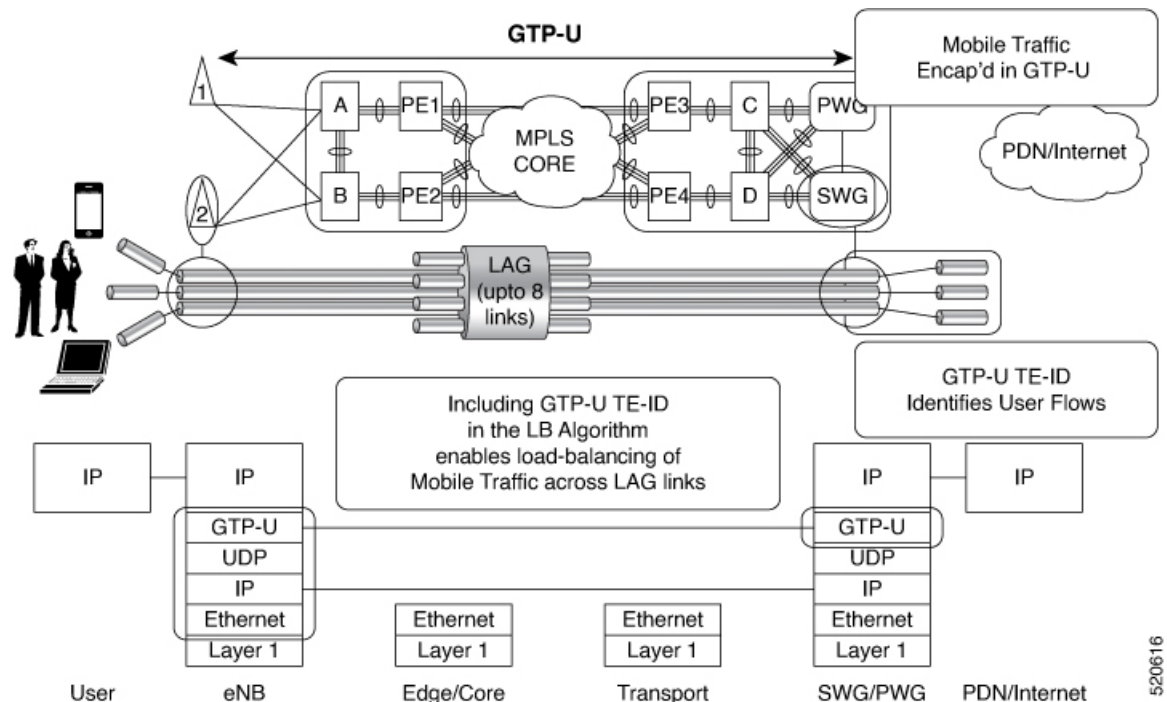 GTP-U
Mobile Traffic
Encap'd in GTP-U
1
A
PE1
PE3
C
PWG
MPLS
CORE
PDN/Internet
2
B
PE2
PE4
D
SWG
LAG
(upto 8
links)
GTP-U TE-ID
Identifies User Flows
Including GTP-U TE-ID
in the LB Algorithm
enables load-balancing of
Mobile Traffic across LAG links
IP
IP
IP
IP
GTP-U
GTP-U
UDP
UDP
IP
IP
Ethernet
Ethernet
Ethernet
Ethernet
Layer 1
Layer 1
Layer 1
Layer 1
User
eNB
Edge/Core
Transport
SWG/PWG
PDN/Internet
520616